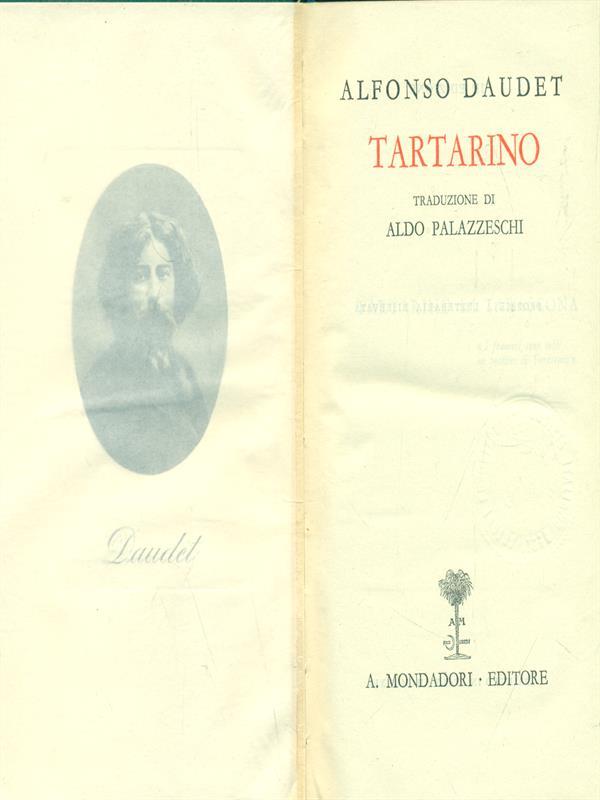 Daudet
ALFONSO DAUDET
TARTARINO
TRADUZIONE DI
ALDO PALAZZESCHI
A M
A. MONDADORI · EDITORE